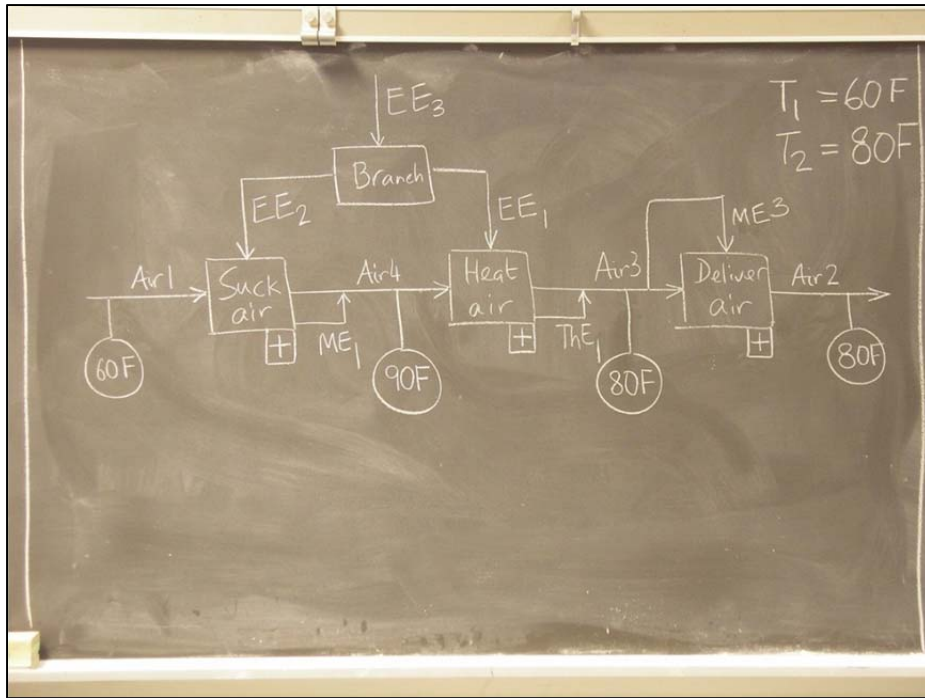 EE3
T1 = 60F
T2 = 80F
Branch
EE2
EE1
ME3
Air1
Suck
air
Air4
Heat
air
Air3
Deliver
air
Air2
+
ME1
+
ThE1
+
60F
90F
80F
80F